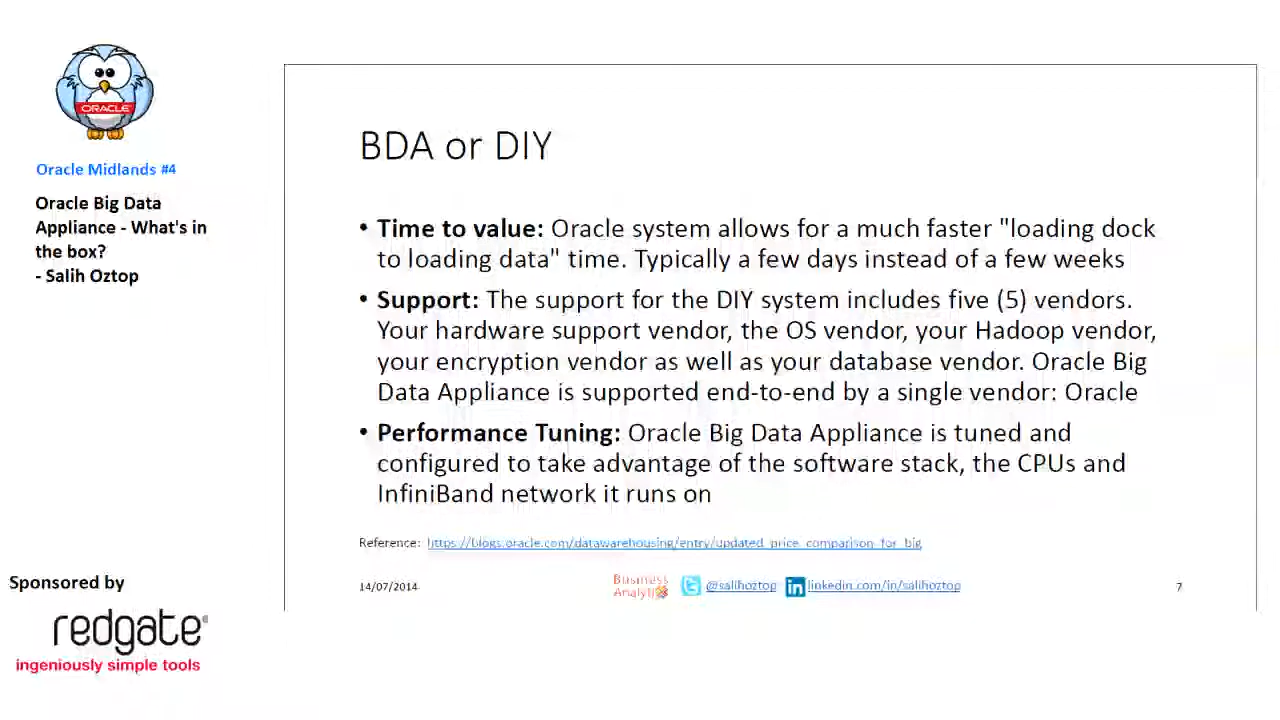 ORACLE
Oracle Midlands #4
Oracle Big Data
Appliance - What's in
the box?
- Salih Oztop
BDA or DIY
• Time to value: Oracle system allows for a much faster "loading dock
to loading data" time. Typically a few days instead of a few weeks
• Support: The support for the DIY system includes five (5) vendors.
Your hardware support vendor, the OS vendor, your Hadoop vendor,
your encryption vendor as well as your database vendor. Oracle Big
Data Appliance is supported end-to-end by a single vendor: Oracle
• Performance Tuning: Oracle Big Data Appliance is tuned and
configured to take advantage of the software stack, the CPUs and
InfiniBand network it runs on
Reference: https://blogs.oracle.com/datawarehousing/entry/updated_price_comparison_for_big
14/07/2014
Business
Analytix
@salihoztop
in linkedin.com/in/salihoztop
7
Sponsored by
redgate®
ingeniously simple tools